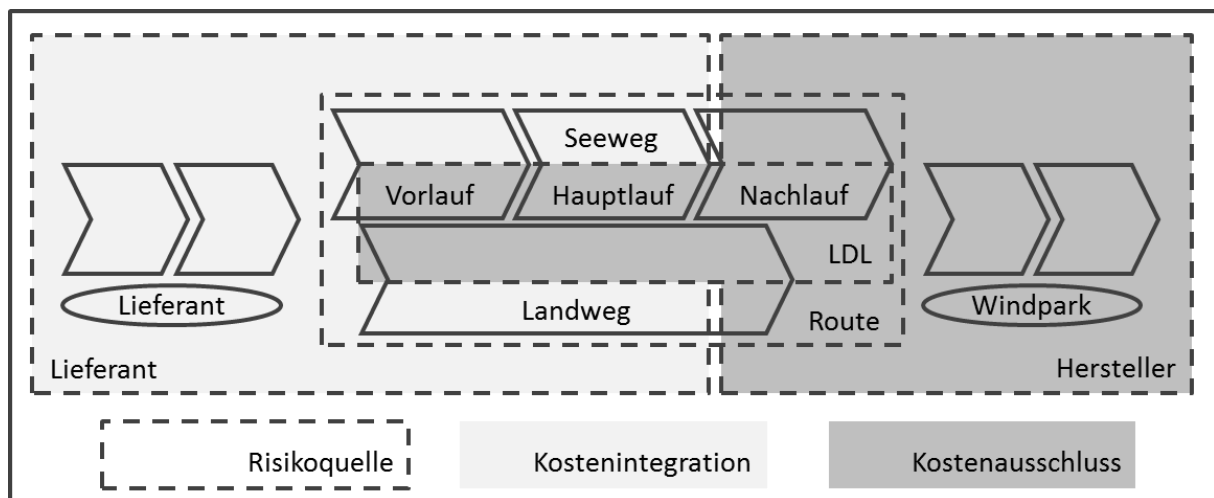 Seeweg
Vorlauf
Hauptlauf
Nachlauf
LDL
Lieferant
Landweg
Route
Windpark
Lieferant
Hersteller
Risikoquelle
Kostenintegration
Kostenausschluss